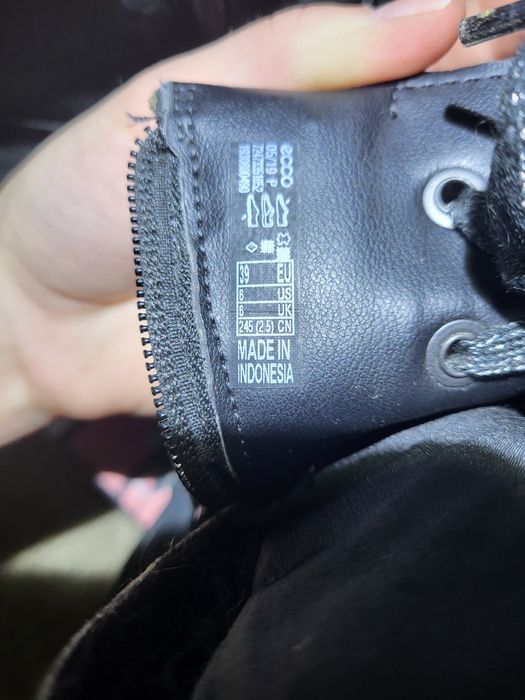 ecco
05/19 P
EU 39
US 6
UK 6
CN 245 (2.5)
MADE IN
INDONESIA